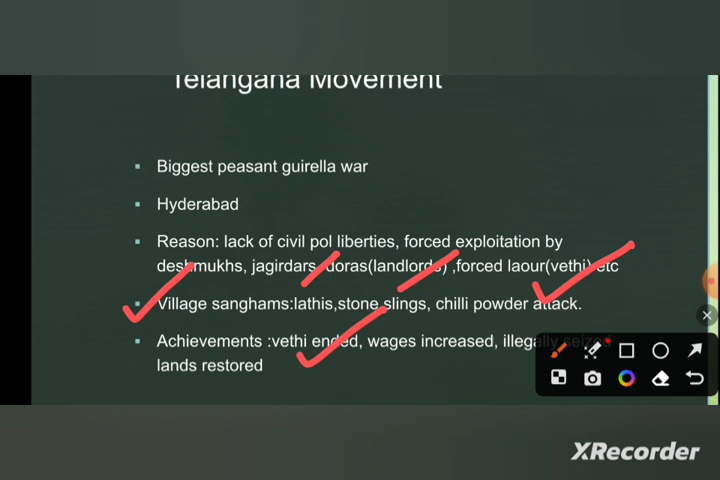 Telangana Movement
Biggest peasant guirella war
Hyderabad
Reason: lack of civil pol liberties, forced exploitation by
deshmukhs, jagirdars, doras(landlords) ,forced laour(vethi) etc
Village sanghams:lathis,stone slings, chilli powder attack.
Achievements :vethi ended, wages increased, illegally seized
lands restored
XRecorder